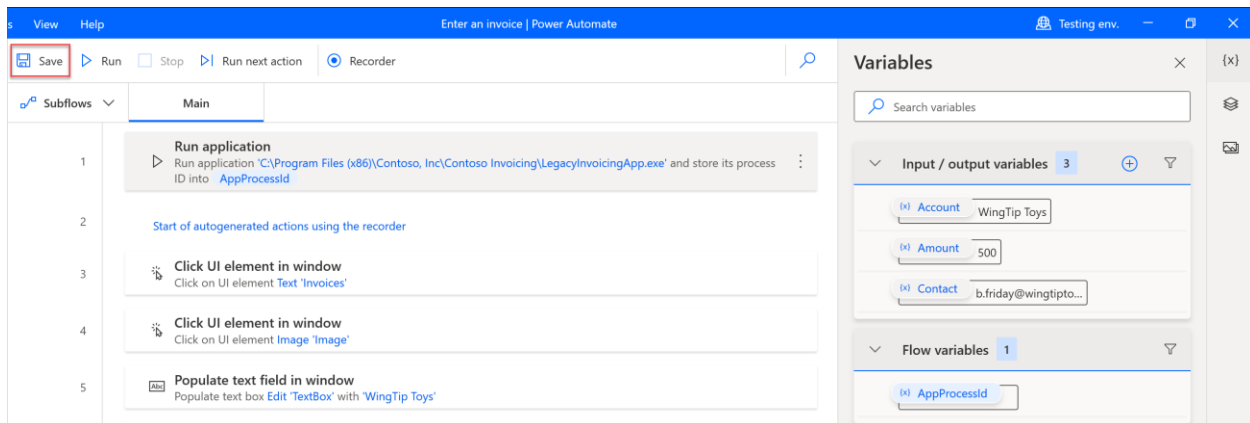 s View Help Enter an invoice | Power Automate Testing env.
Save Run Stop Run next action Recorder
Subflows Main
1 Run application
Run application 'C:\Program Files (x86)\Contoso, Inc\Contoso Invoicing\LegacyInvoicingApp.exe' and store its process
ID into AppProcessId
2 Start of autogenerated actions using the recorder
3 Click UI element in window
Click on UI element Text 'Invoices'
4 Click UI element in window
Click on UI element Image 'Image'
5 Abc Populate text field in window
Populate text box Edit 'TextBox' with 'WingTip Toys'
Variables {x}
Search variables
Input / output variables 3
{x} Account WingTip Toys
{x} Amount 500
{x} Contact b.friday@wingtipto...
Flow variables 1
{x} AppProcessId